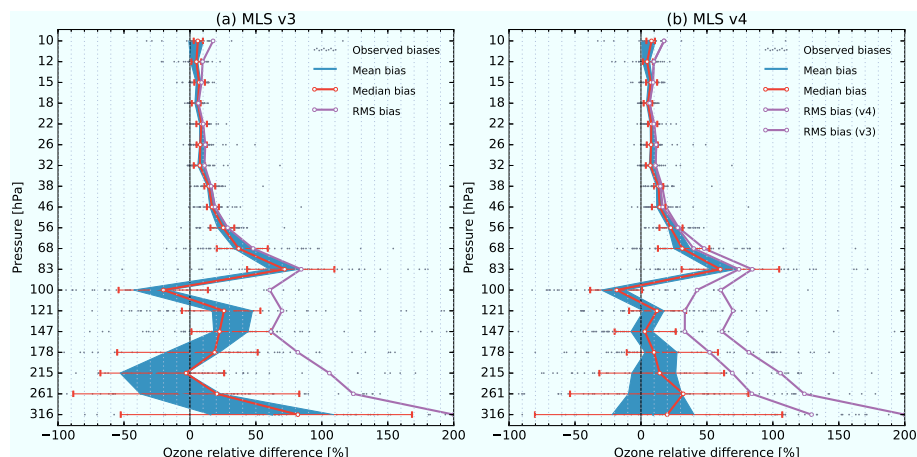 (a) MLS v3
Pressure [hPa]
10
12
15
18
22
26
32
38
46
56
68
83
100
121
147
178
215
261
316
Observed biases
Mean bias
Median bias
RMS bias
−100 −50 0 50 100 150 200
Ozone relative difference [%]
(b) MLS v4
Pressure [hPa]
10
12
15
18
22
26
32
38
46
56
68
83
100
121
147
178
215
261
316
Observed biases
Mean bias
Median bias
RMS bias (v4)
RMS bias (v3)
−100 −50 0 50 100 150 200
Ozone relative difference [%]